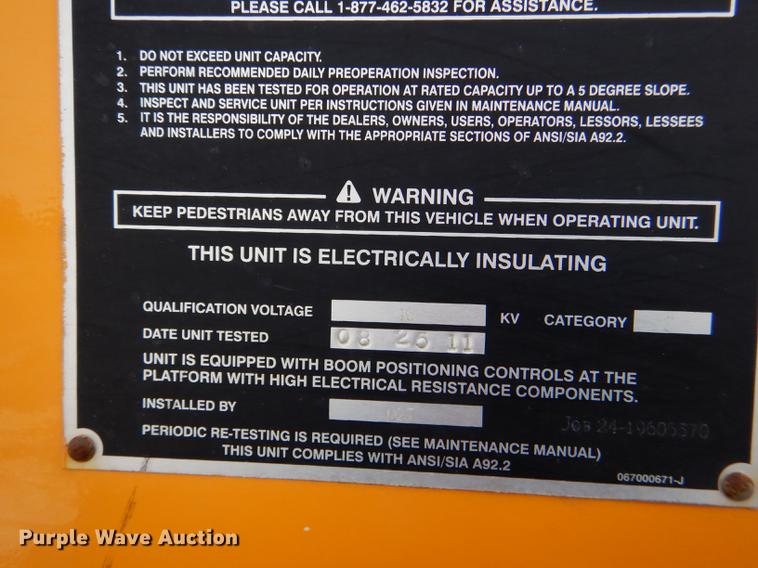 PLEASE CALL 1-877-462-5832 FOR ASSISTANCE.
1. DO NOT EXCEED UNIT CAPACITY.
2. PERFORM RECOMMENDED DAILY PREOPERATION INSPECTION.
3. THIS UNIT HAS BEEN TESTED FOR OPERATION AT RATED CAPACITY UP TO A 5 DEGREE SLOPE.
4. INSPECT AND SERVICE UNIT PER INSTRUCTIONS GIVEN IN MAINTENANCE MANUAL.
5. IT IS THE RESPONSIBILITY OF THE DEALERS, OWNERS, USERS, OPERATORS, LESSORS, LESSEES
AND INSTALLERS TO COMPLY WITH THE APPROPRIATE SECTIONS OF ANSI/SIA A92.2.
WARNING
KEEP PEDESTRIANS AWAY FROM THIS VEHICLE WHEN OPERATING UNIT.
THIS UNIT IS ELECTRICALLY INSULATING
QUALIFICATION VOLTAGE KV CATEGORY
DATE UNIT TESTED 08 26 11
UNIT IS EQUIPPED WITH BOOM POSITIONING CONTROLS AT THE
PLATFORM WITH HIGH ELECTRICAL RESISTANCE COMPONENTS.
INSTALLED BY
PERIODIC RE-TESTING IS REQUIRED (SEE MAINTENANCE MANUAL)
THIS UNIT COMPLIES WITH ANSI/SIA A92.2
067000671-J
Purple Wave Auction